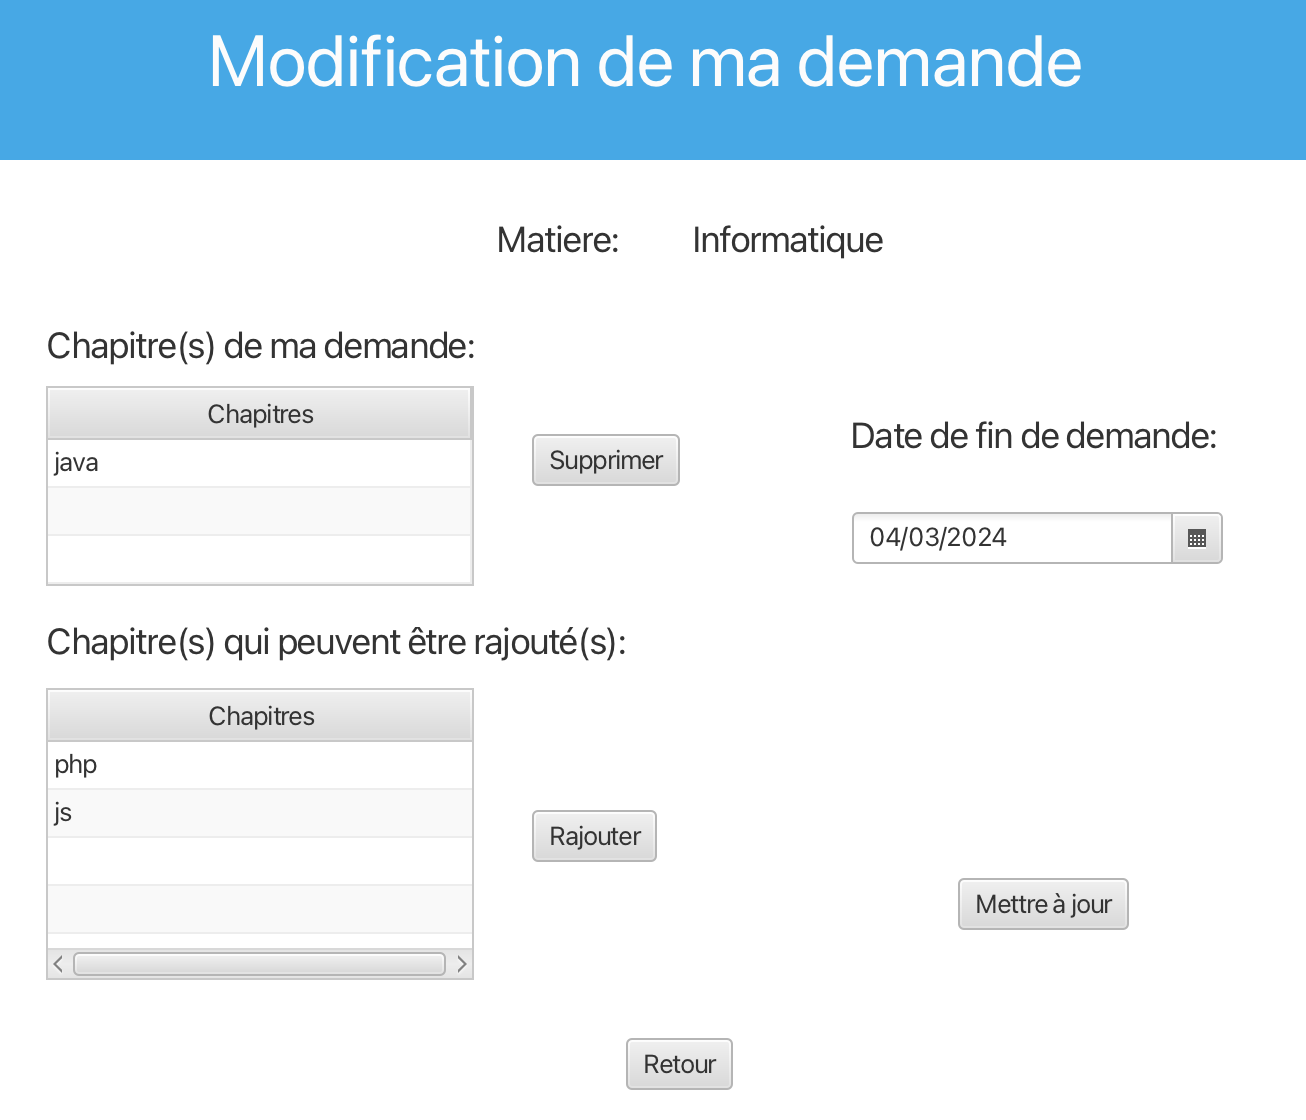 Modification de ma demande
Matiere: Informatique
Chapitre(s) de ma demande:
Chapitres
java
Supprimer
Date de fin de demande:
04/03/2024
Chapitre(s) qui peuvent être rajouté(s):
Chapitres
php
js
Rajouter
Mettre à jour
Retour